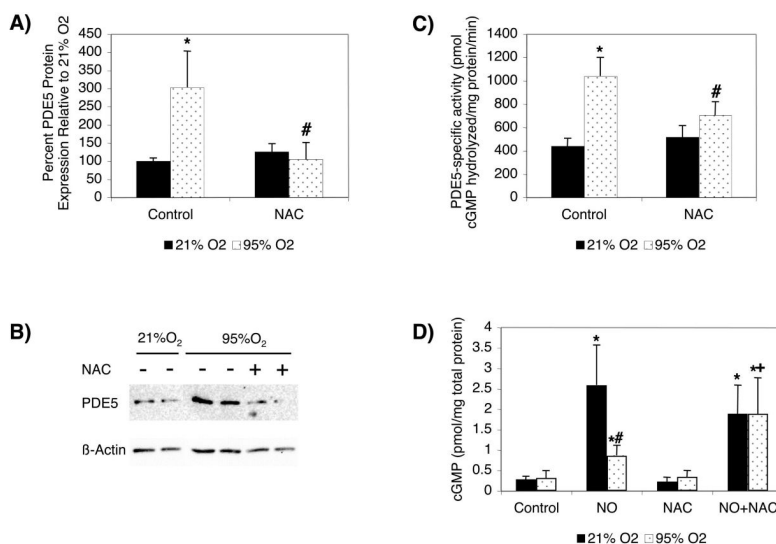 A)
Percent PDE5 Protein
Expression Relative to 21% O2
450
400
350
300
250
200
150
100
50
0
*
#
Control
NAC
21% O2
95% O2
C)
PDE5-specific activity (pmol
cGMP hydrolyzed/mg protein/min)
1400
1200
1000
800
600
400
200
0
*
#
Control
NAC
21% O2
95% O2
B)
21%O₂
95%O₂
NAC
- - - - + +
PDE5
ß-Actin
D)
cGMP (pmol/mg total protein)
4
3.5
3
2.5
2
1.5
1
0.5
0
*
*#
*
*+
Control
NO
NAC
NO+NAC
21% O2
95% O2